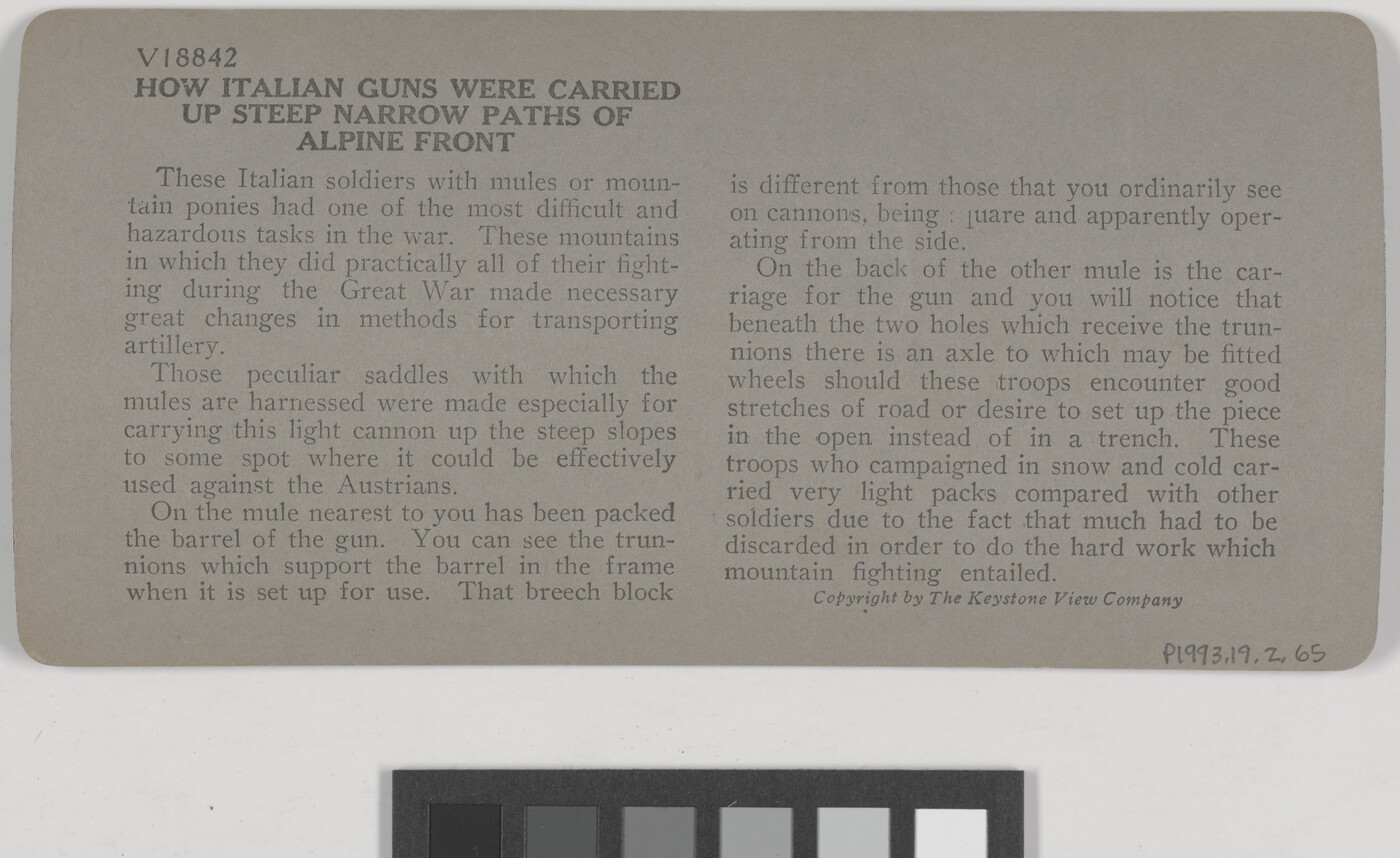 V18842
HOW ITALIAN GUNS WERE CARRIED
UP STEEP NARROW PATHS OF
ALPINE FRONT
These Italian soldiers with mules or moun-
tain ponies had one of the most difficult and
hazardous tasks in the war. These mountains
in which they did practically all of their fight-
ing during the Great War made necessary
great changes in methods for transporting
artillery.
Those peculiar saddles with which the
mules are harnessed were made especially for
carrying this light cannon up the steep slopes
to some spot where it could be effectively
used against the Austrians.
On the mule nearest to you has been packed
the barrel of the gun. You can see the trun-
nions which support the barrel in the frame
when it is set up for use. That breech block
is different from those that you ordinarily see
on cannons, being and apparently oper-
ating from the side.
On the back of the other mule is the car-
riage for the gun and you will notice that
beneath the two holes which receive the trun-
nions there is an axle to which may be fitted
wheels should these troops encounter good
stretches of road or desire to set up the piece
in the open instead of in a trench. These
troops who campaigned in snow and cold car-
ried very light packs compared with other
soldiers due to the fact that much had to be
discarded in order to do the hard work which
mountain fighting entailed.
Copyright by The Keystone View Company
P1993.19.2.65